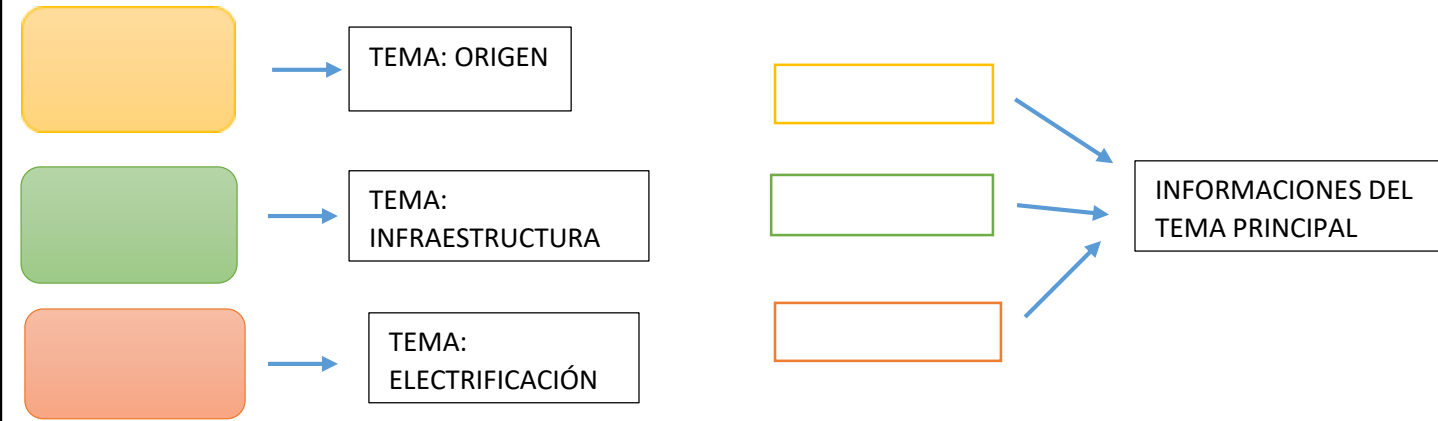 TEMA: ORIGEN
TEMA:
INFRAESTRUCTURA
TEMA:
ELECTRIFICACIÓN
INFORMACIONES DEL
TEMA PRINCIPAL